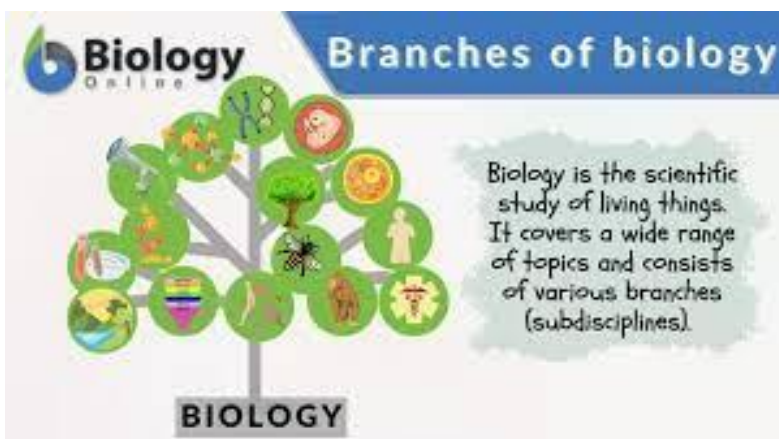 Biology
Online
Branches of biology
Biology is the scientific
study of living things.
It covers a wide range
of topics and consists
of various branches
(subdisciplines).
BIOLOGY